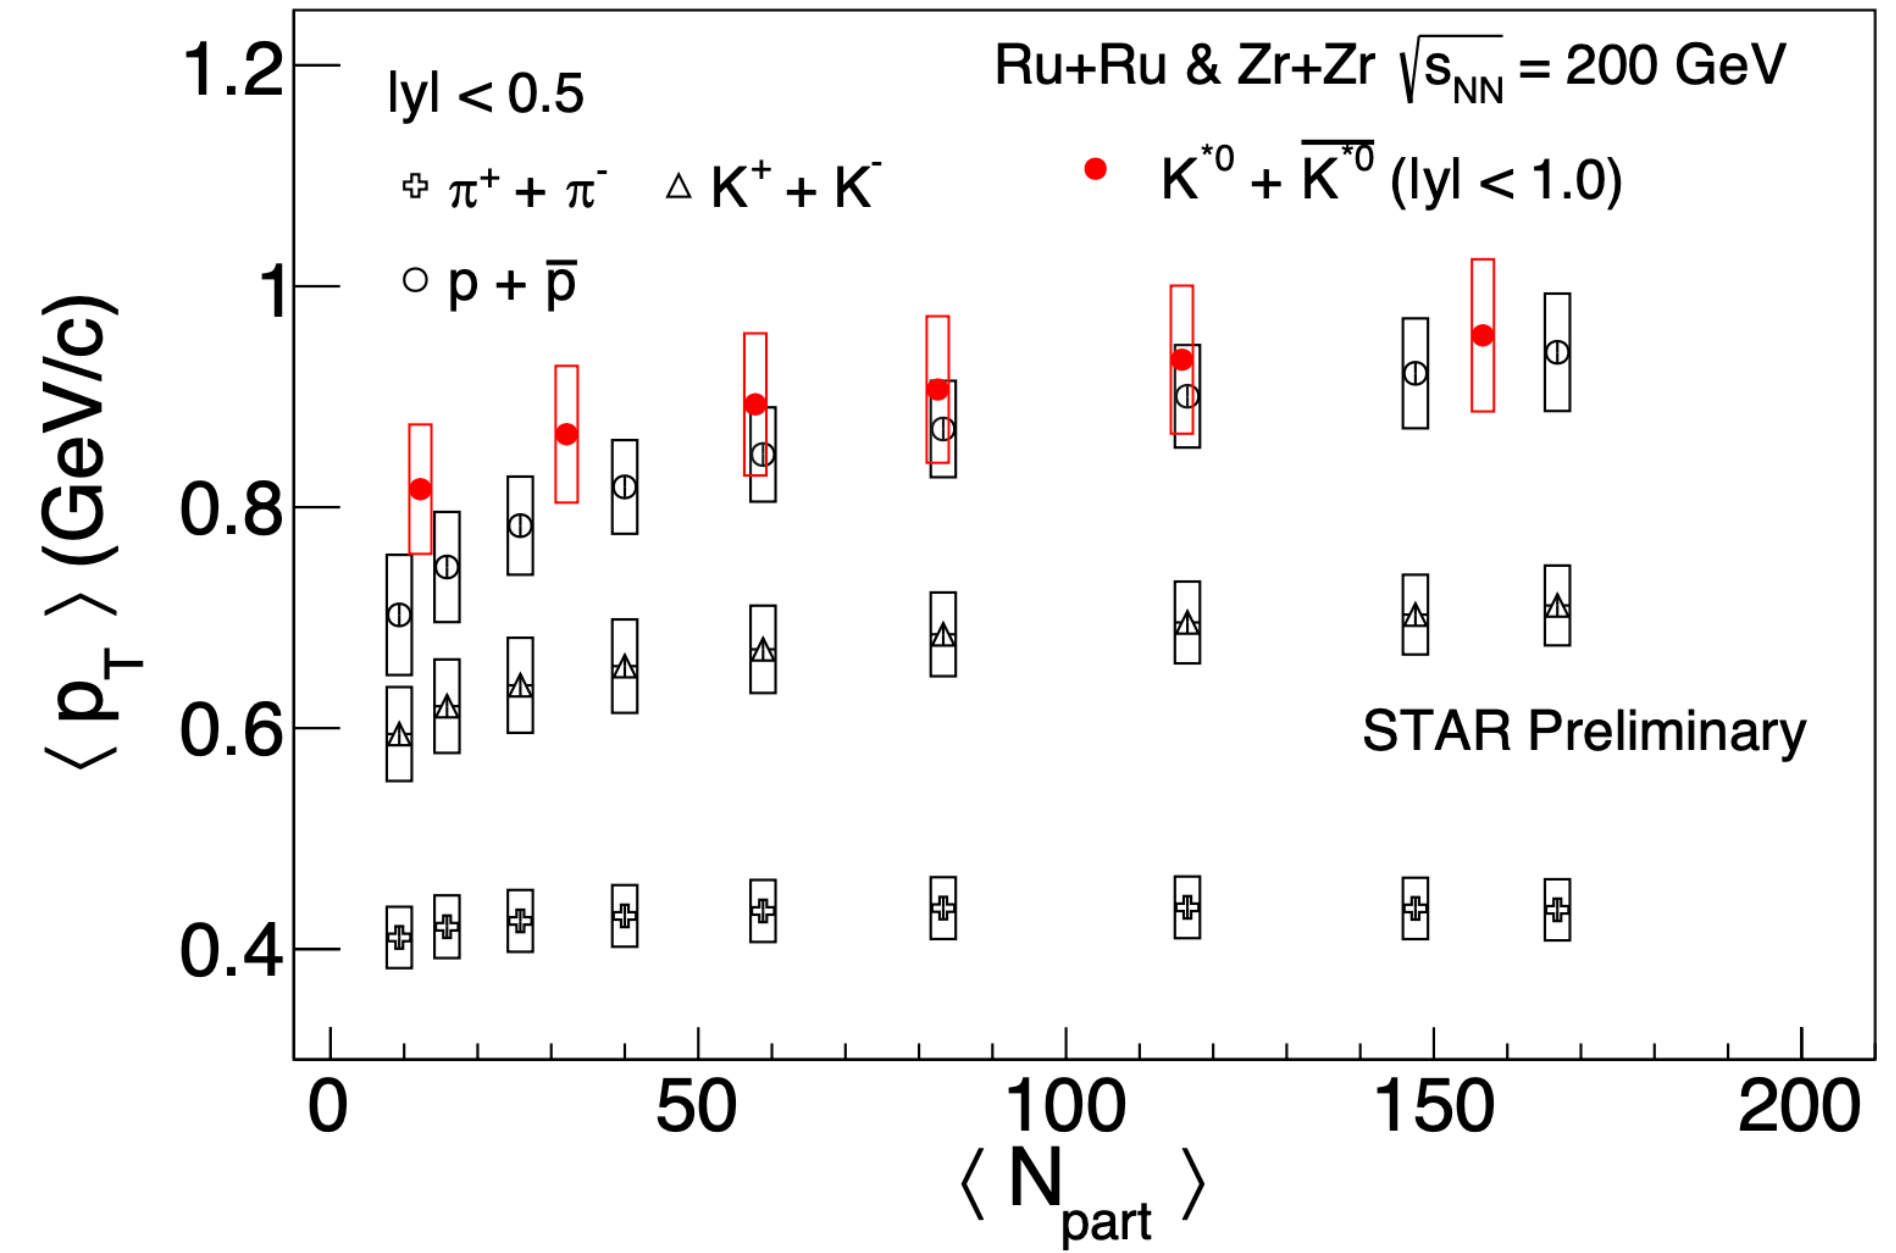 1.2
|y| < 0.5
Ru+Ru & Zr+Zr √s_NN = 200 GeV
π⁺ + π⁻ K⁺ + K⁻
K*⁰ + K̅*⁰ (|y| < 1.0)
p + p̅
1
0.8
0.6
0.4
⟨ p_T ⟩ (GeV/c)
STAR Preliminary
0 50 100 150 200
⟨ N_part ⟩